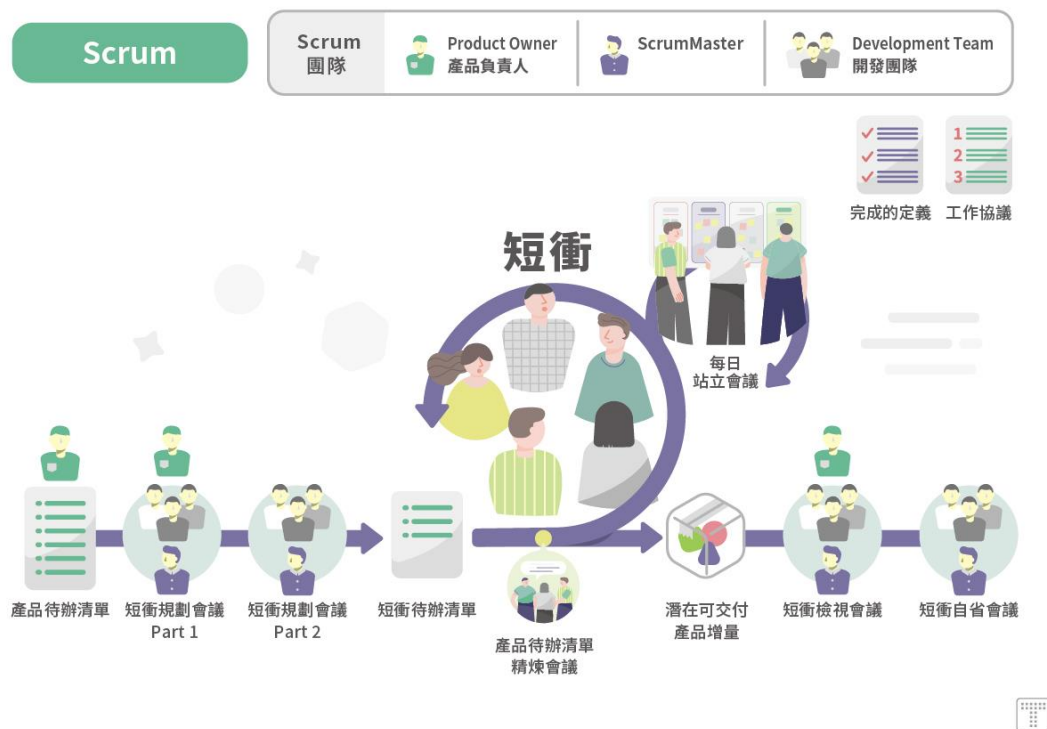 Scrum
Scrum
團隊
Product Owner
產品負責人
ScrumMaster
Development Team
開發團隊
完成的定義
1
2
3
工作協議
短衝
每日
站立會議
產品待辦清單
短衝規劃會議
Part 1
短衝規劃會議
Part 2
短衝待辦清單
產品待辦清單
精煉會議
潛在可交付
產品增量
短衝檢視會議
短衝自省會議
T